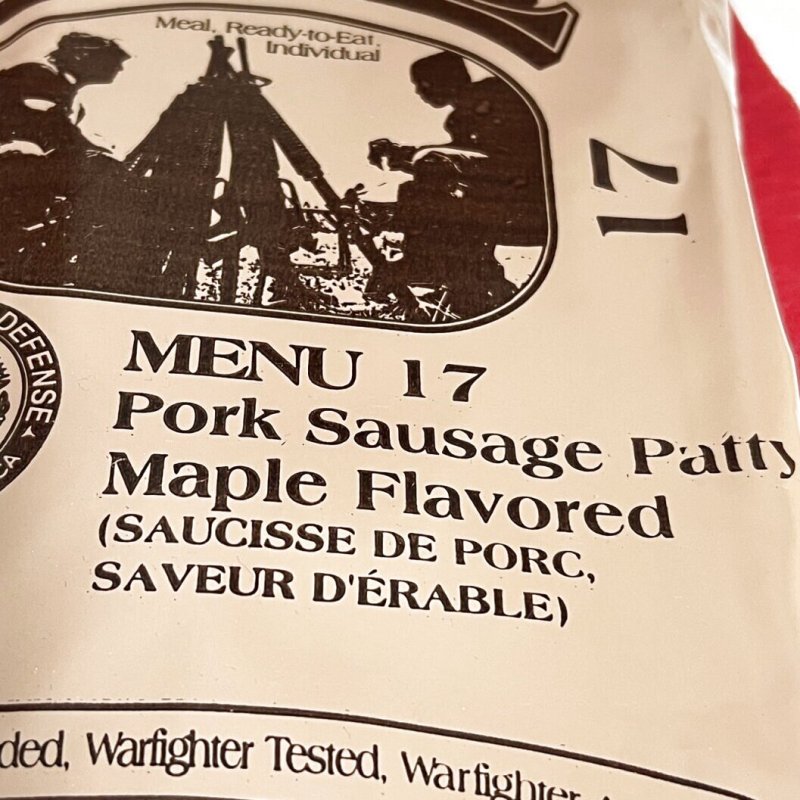 Meal, Ready-to-Eat,
Individual
17
DEFENSE
MENU 17
Pork Sausage Patty
Maple Flavored
(SAUCISSE DE PORC,
SAVEUR D'ÉRABLE)
Warfighter Tested, Warfighter